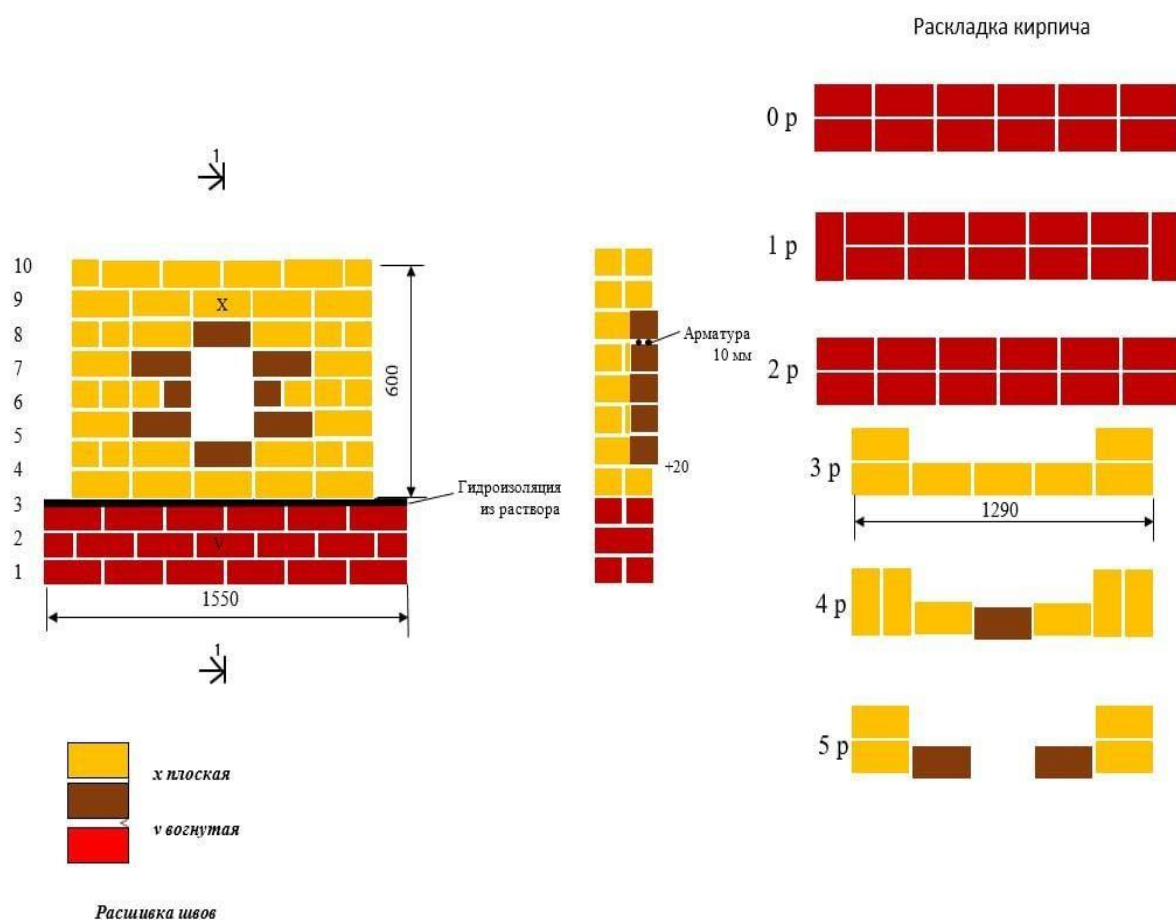 Раскладка кирпича
0 р
1 р
2 р
3 р
1290
4 р
5 р
1
10
9
X
8
7
6
5
4
3
2
V
1
600
Арматура
10 мм
+20
Гидроизоляция
из раствора
1550
1
х плоская
v вогнутая
Расшивка швов